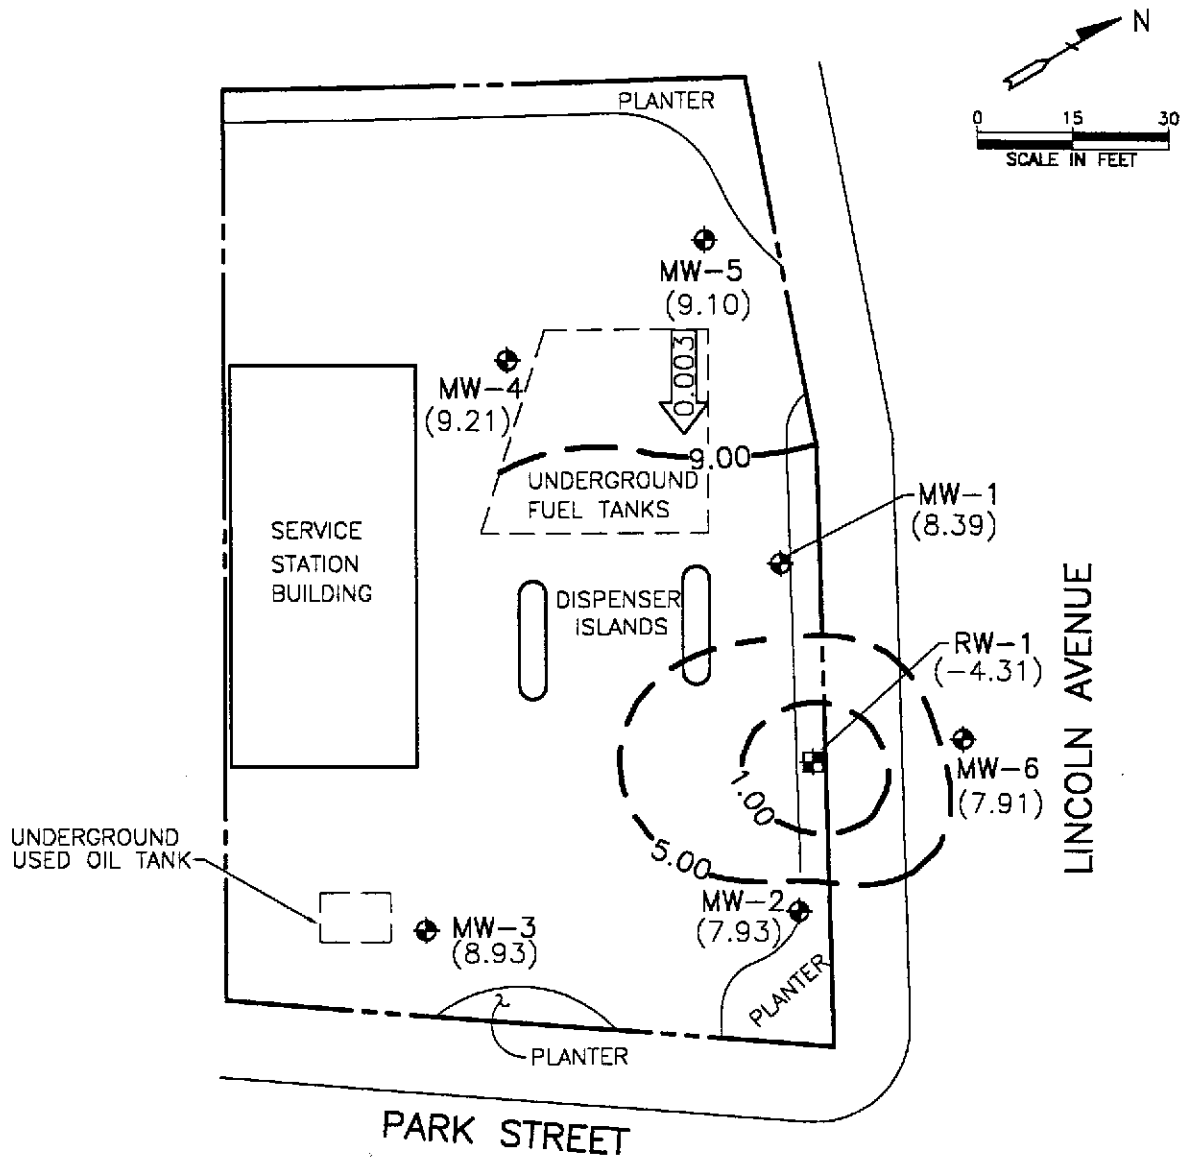 N
0 15 30
SCALE IN FEET
PLANTER
MW-5
(9.10)
0.003
MW-4
(9.21)
9.00
UNDERGROUND
FUEL TANKS
MW-1
(8.39)
SERVICE
STATION
BUILDING
DISPENSER
ISLANDS
RW-1
(-4.31)
LINCOLN AVENUE
MW-6
(7.91)
1.00
5.00
UNDERGROUND
USED OIL TANK
MW-2
(7.93)
MW-3
(8.93)
PLANTER
PLANTER
PARK STREET